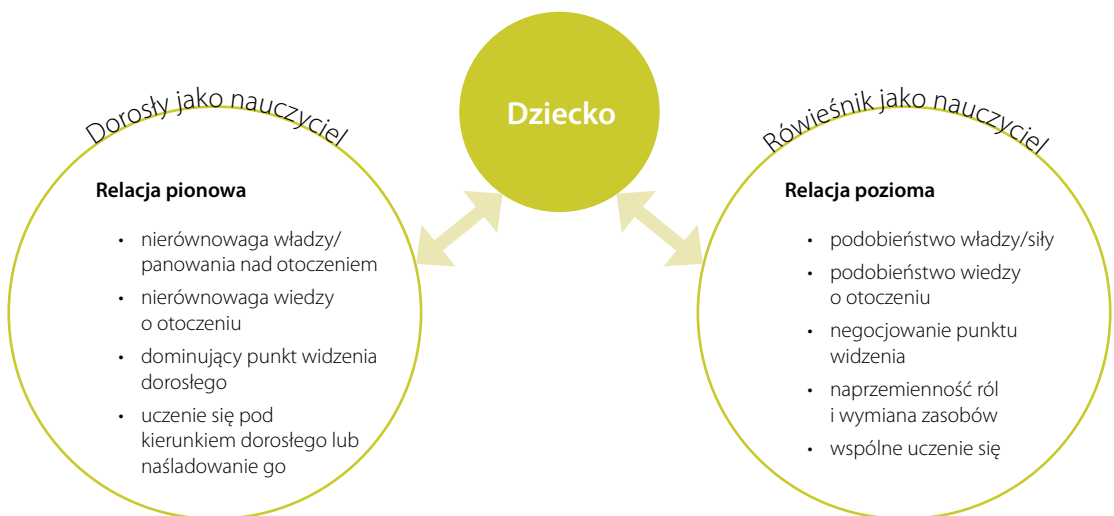 Dziecko
Dorosły jako nauczyciel
Relacja pionowa
• nierównowaga władzy/
panowania nad otoczeniem
• nierównowaga wiedzy
o otoczeniu
• dominujący punkt widzenia
dorosłego
• uczenie się pod
kierunkiem dorosłego lub
naśladowanie go
Rówieśnik jako nauczyciel
Relacja pozioma
• podobieństwo władzy/siły
• podobieństwo wiedzy
o otoczeniu
• negocjowanie punktu
widzenia
• naprzemienność ról
i wymiana zasobów
• wspólne uczenie się